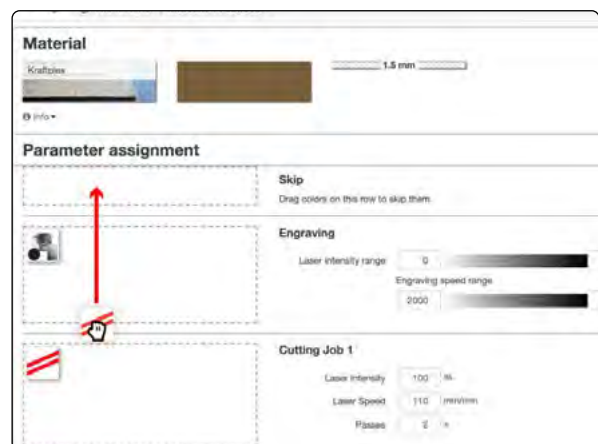 Material
Kraftplex
1.5 mm
Info
Parameter assignment
Skip
Drag colors on this row to skip them.
Engraving
Laser intensity range 0
Engraving speed range
2000
Cutting Job 1
Laser Intensity 100 %
Laser Speed 110 mm/min
Passes 2 x